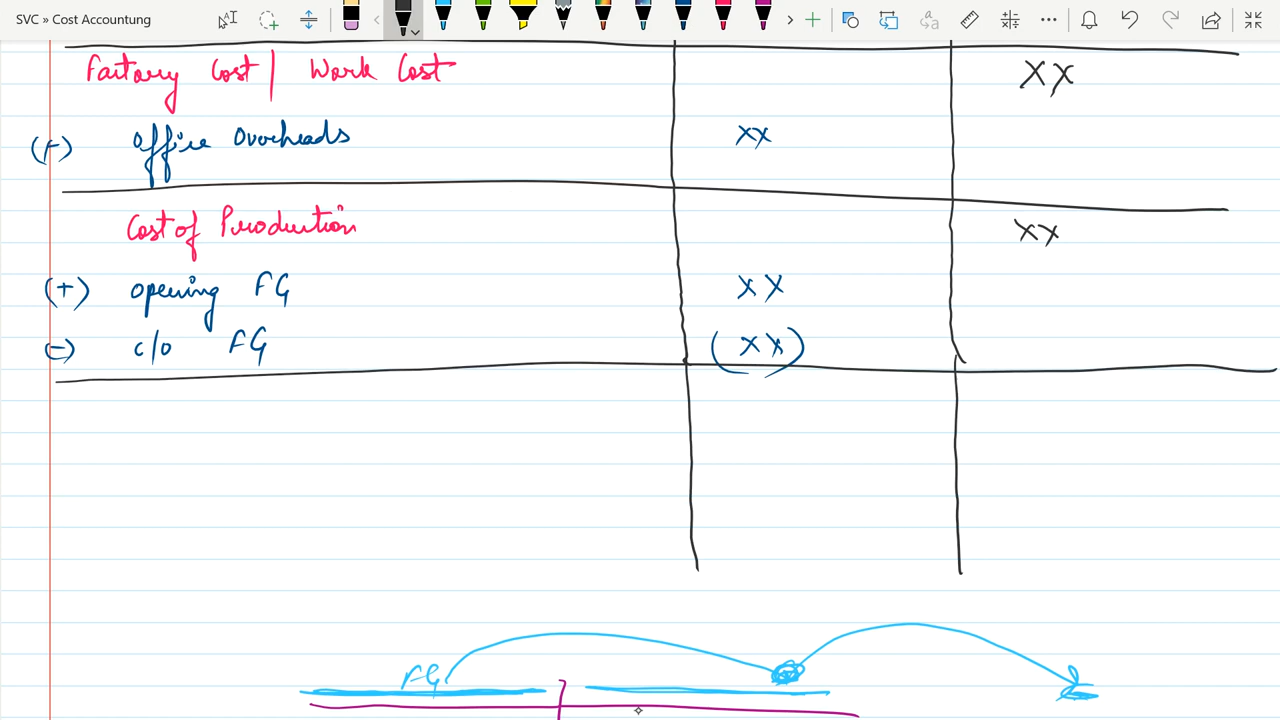 SVC » Cost Accountung
Factory Cost | Work Cost XX
(+) Office Overheads XX
Cost of Production XX
(+) Opening FG XX
(-) c/o FG (XX)
FG